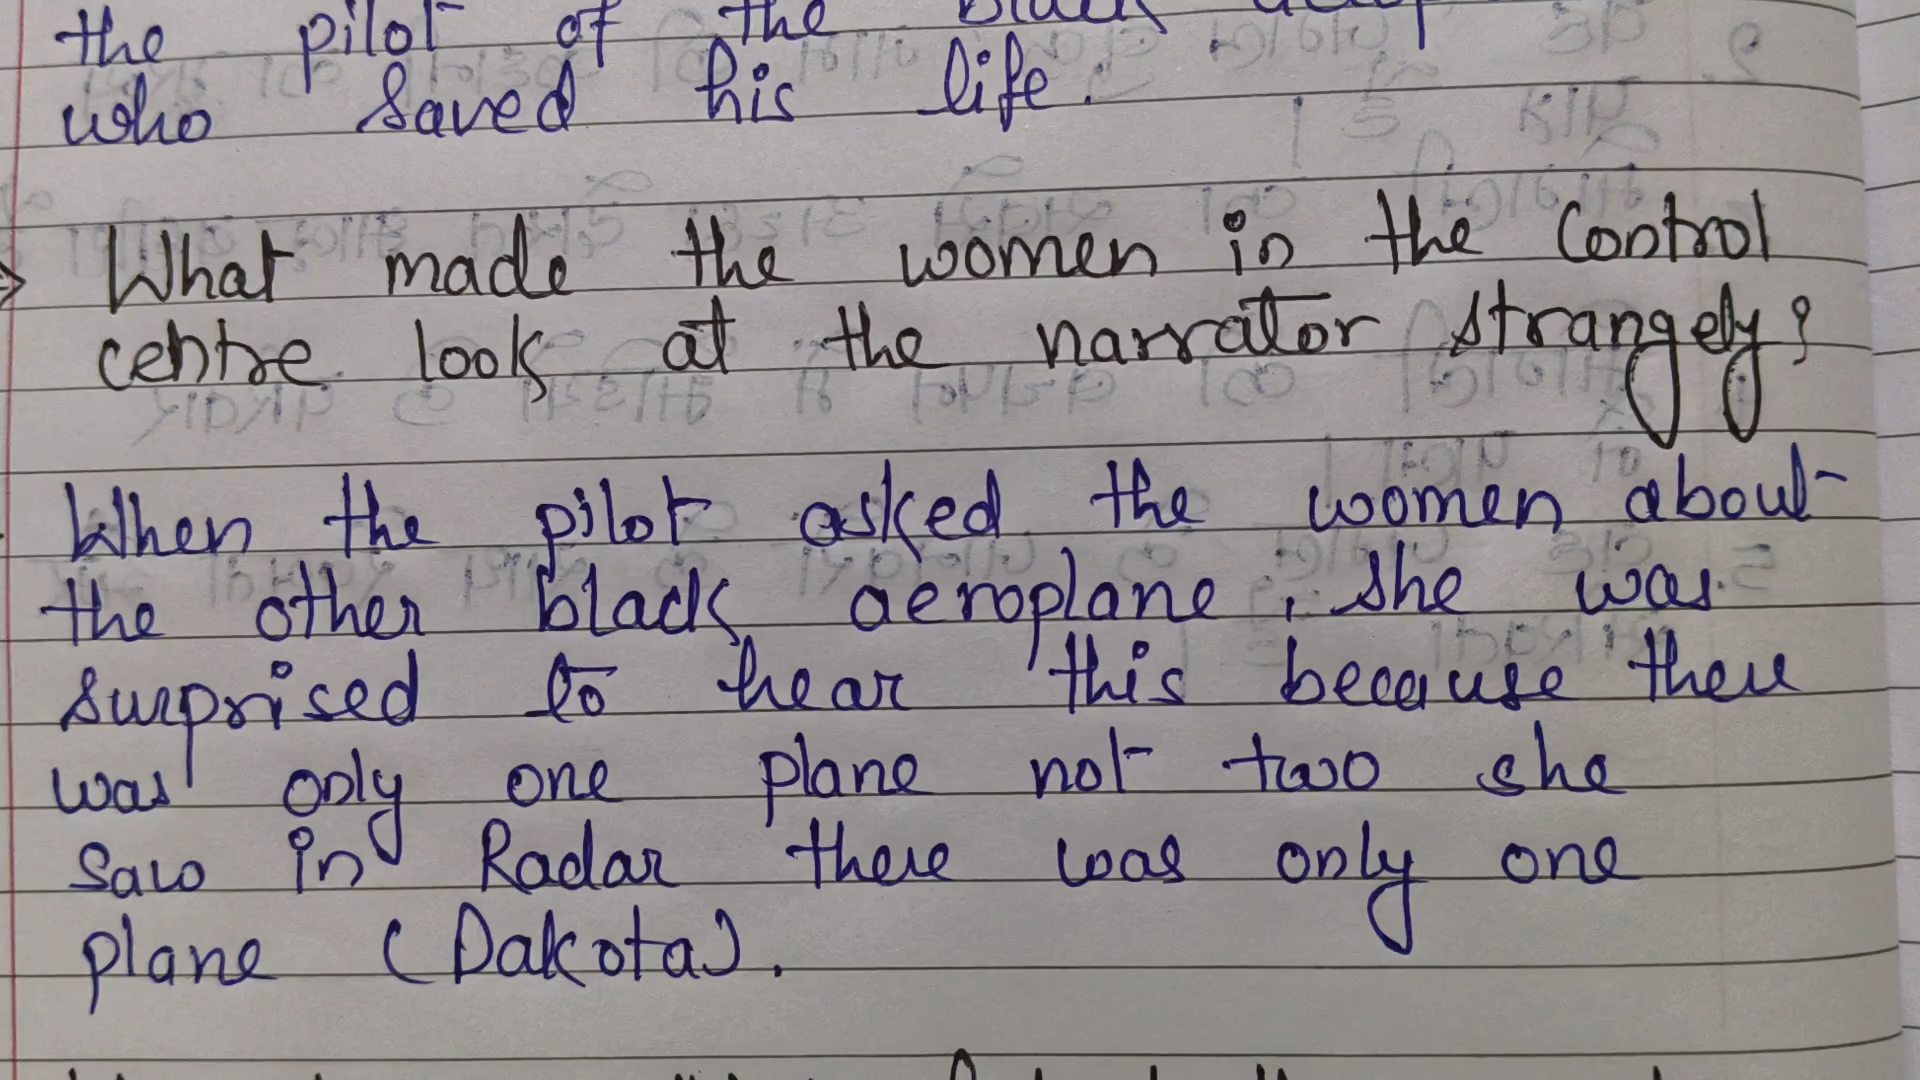 the pilot of the black
who saved his life.
What made the women in the control
centre look at the narrator strangely?
When the pilot asked the women about
the other black aeroplane, she was
surprised to hear this because there
was only one plane not two she
saw in Radar there was only one
plane (Dakota).